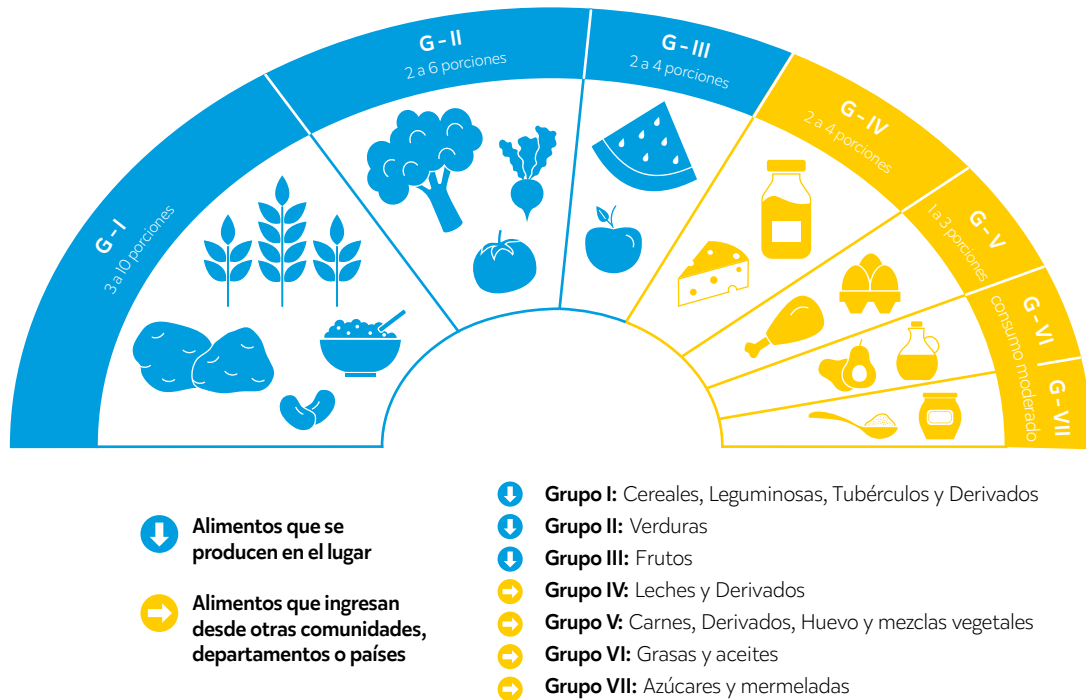 G - I
3 a 10 porciones
G - II
2 a 6 porciones
G - III
2 a 4 porciones
G - IV
2 a 4 porciones
G - V
1 a 3 porciones
G - VI
G - VII
consumo moderado
Alimentos que se
producen en el lugar
Alimentos que ingresan
desde otras comunidades,
departamentos o países
Grupo I: Cereales, Leguminosas, Tubérculos y Derivados
Grupo II: Verduras
Grupo III: Frutos
Grupo IV: Leches y Derivados
Grupo V: Carnes, Derivados, Huevo y mezclas vegetales
Grupo VI: Grasas y aceites
Grupo VII: Azúcares y mermeladas